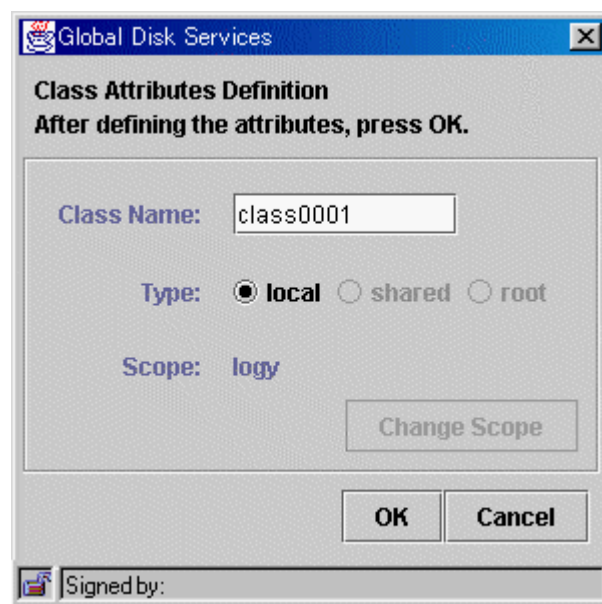 Global Disk Services
Class Attributes Definition
After defining the attributes, press OK.
Class Name: class0001
Type: local shared root
Scope: logy
Change Scope
OK Cancel
Signed by: